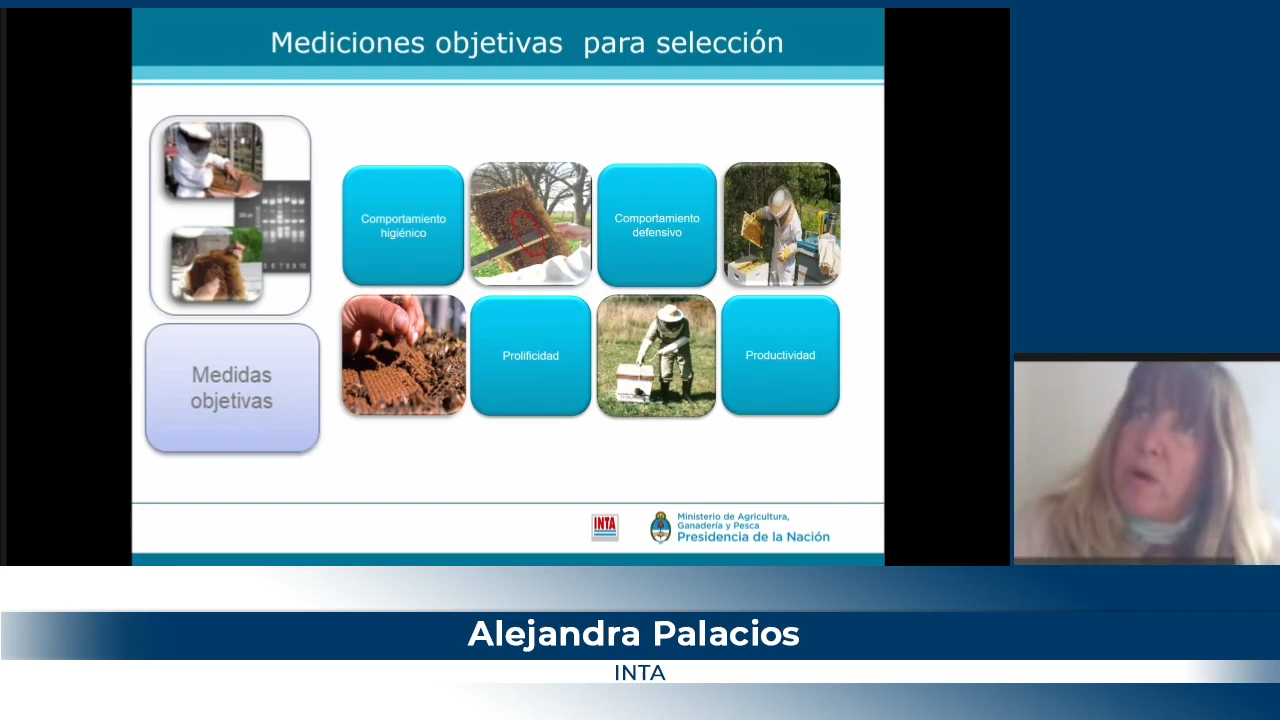 Mediciones objetivas para selección
Comportamiento
higiénico
Comportamiento
defensivo
Prolificidad
Productividad
Medidas
objetivas
INTA
Ministerio de Agricultura,
Ganadería y Pesca
Presidencia de la Nación
Alejandra Palacios
INTA